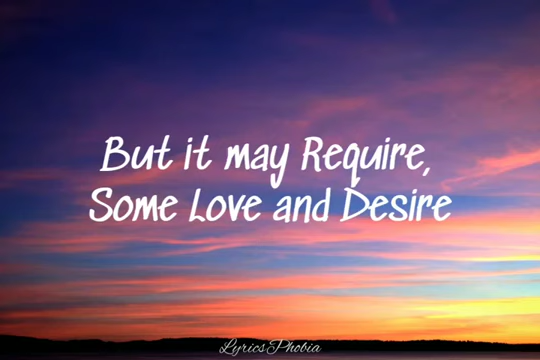 But it may Require,
Some Love and Desire
LyricsPhobia